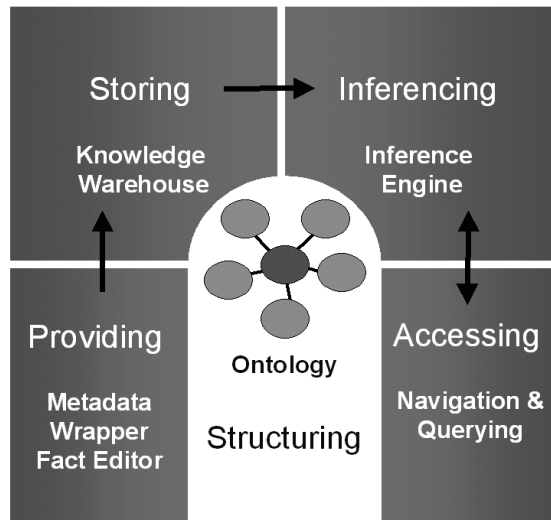 Storing
Knowledge
Warehouse
Inferencing
Inference
Engine
Providing
Metadata
Wrapper
Fact Editor
Ontology
Structuring
Accessing
Navigation &
Querying